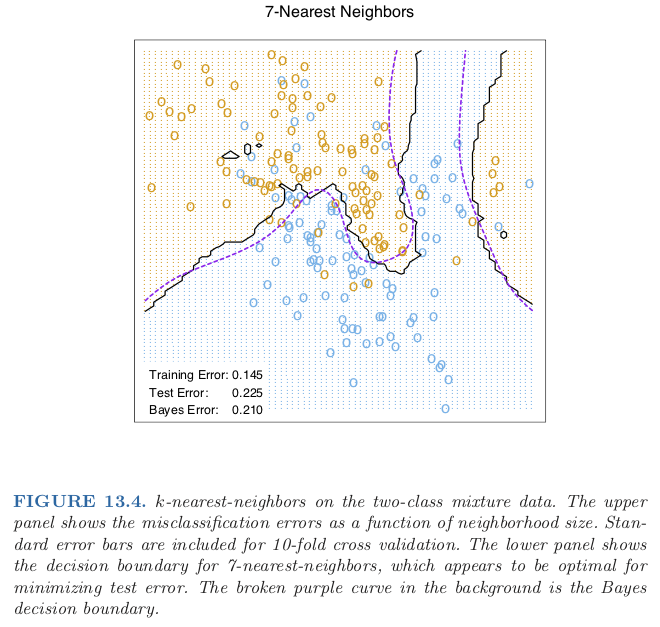 7-Nearest Neighbors
Training Error: 0.145
Test Error: 0.225
Bayes Error: 0.210
FIGURE 13.4. k-nearest-neighbors on the two-class mixture data. The upper
panel shows the misclassification errors as a function of neighborhood size. Stan-
dard error bars are included for 10-fold cross validation. The lower panel shows
the decision boundary for 7-nearest-neighbors, which appears to be optimal for
minimizing test error. The broken purple curve in the background is the Bayes
decision boundary.